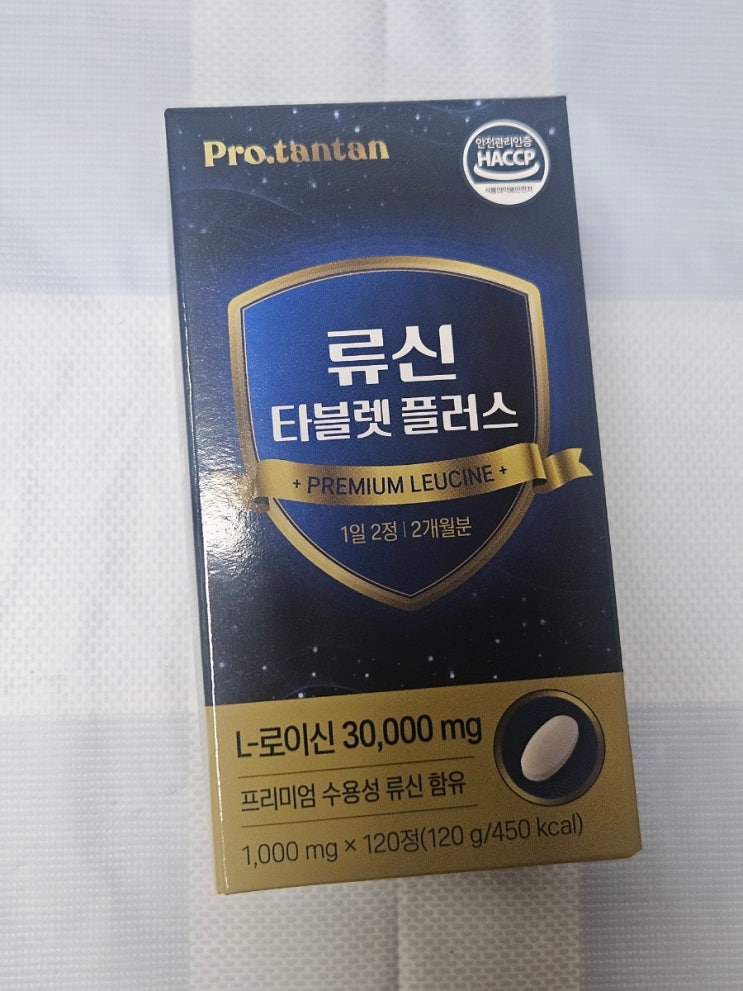 Pro.tantan
안전관리인증
HACCP
식품의약품안전처
류신
타블렛 플러스
+ PREMIUM LEUCINE +
1일 2정 | 2개월분
L-로이신 30,000 mg
프리미엄 수용성 류신 함유
1,000 mg × 120정(120 g/450 kcal)